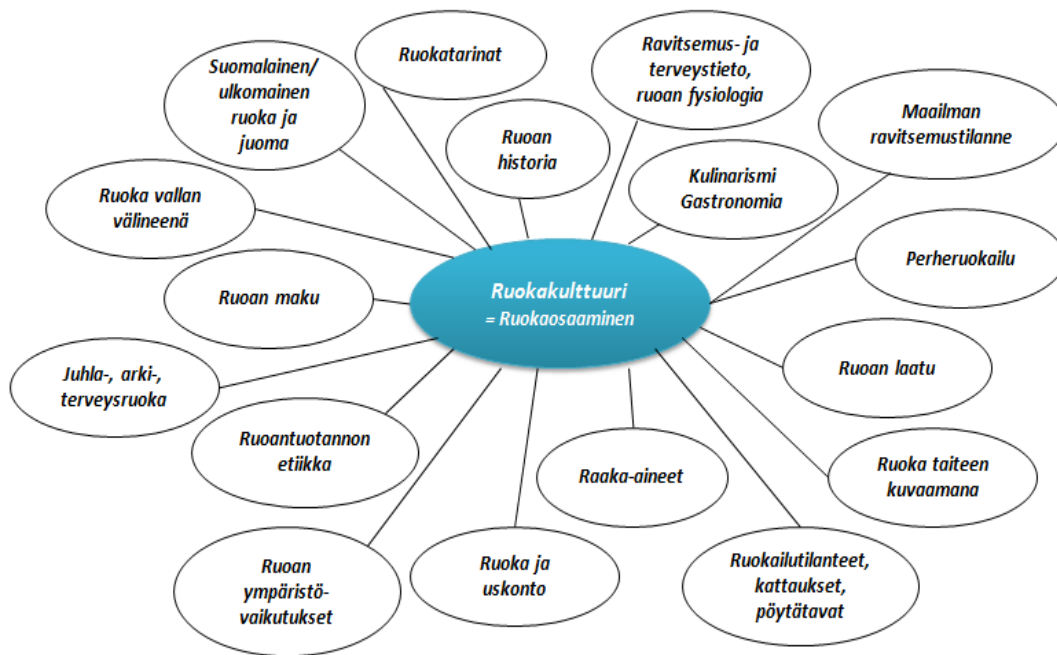 Ruokatarinat
Ravitsemus- ja
terveystieto,
ruoan fysiologia
Suomalainen/
ulkomainen
ruoka ja
juoma
Maailman
ravitsemustilanne
Ruoan
historia
Kulinarismi
Gastronomia
Ruoka vallan
välineenä
Perheruokailu
Ruoan maku
Ruokakulttuuri
= Ruokaosaaminen
Juhla-, arki-,
terveysruoka
Ruoan laatu
Ruoantuotannon
etiikka
Raaka-aineet
Ruoka taiteen
kuvaamana
Ruoan
ympäristö-
vaikutukset
Ruoka ja
uskonto
Ruokailutilanteet,
kattaukset,
pöytätavat